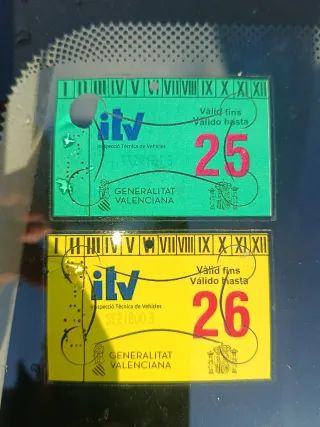 I II III IV V VI VII VIII IX X XI XII
itv
Inspecció Tècnica de Vehicles
Vàlid fins
Válido hasta
25
GENERALITAT
VALENCIANA
I II III IV V VI VII VIII IX X XI XII
itv
Inspecció Tècnica de Vehicles
Vàlid fins
Válido hasta
26
GENERALITAT
VALENCIANA